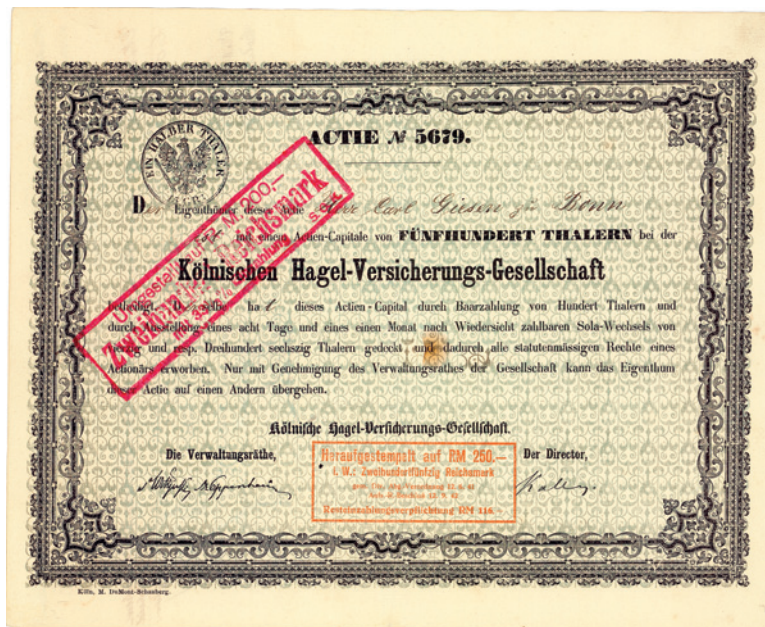 ACTIE № 5679.
EIN HALBER THALER
Der Eigenthümer dieser Actie Herr Carl Giesen zu Bonn
ist mit einem Actien-Capitale von FÜNFHUNDERT THALERN bei der
Kölnischen Hagel-Versicherungs-Gesellschaft
betheiligt. Derselbe hat dieses Actien-Capital durch Baarzahlung von Hundert Thalern und
durch Ausstellung eines acht Tage und eines einen Monat nach Wiedersicht zahlbaren Sola-Wechsels von
vierzig und resp. Dreihundert sechszig Thalern gedeckt und dadurch alle statutenmässigen Rechte eines
Actionärs erworben. Nur mit Genehmigung des Verwaltungsrathes der Gesellschaft kann das Eigenthum
dieser Actie auf einen Andern übergehen.
Umgestellt auf R. M. 200,—
Zweihundert Reichsmark
Kölnische Hagel-Versicherungs-Gesellschaft.
Die Verwaltungsräthe,
Der Director,
Heraufgestempelt auf RM 250.—
i. W.: Zweihundertfünfzig Reichsmark
Resteinzahlungsverpflichtung RM 116.—
Köln, M. DuMont-Schauberg.